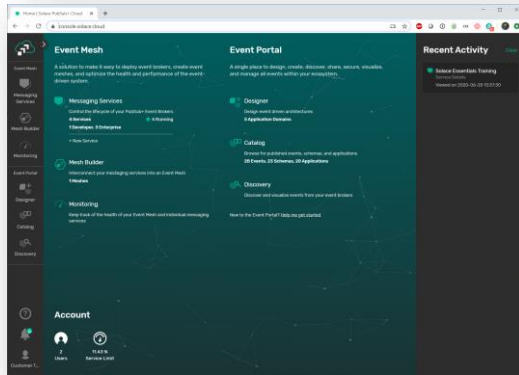 Home | Solace PubSub+ Cloud
console.solace.cloud
Event Mesh
A solution to make it easy to deploy event brokers, create event
meshes, and optimize the health and performance of the event-
driven system.
Messaging Services
Control the lifecycle of your PubSub+ Event Brokers
4 Services
4 Running
1 Developer, 3 Enterprise
+ New Service
Mesh Builder
Interconnect your messaging services into an Event Mesh
1 Meshes
Monitoring
Keep track of the health of your Event Mesh and individual messaging
services
Event Portal
A single place to design, create, discover, share, secure, visualize,
and manage all events within your ecosystem.
Designer
Design event driven architectures
5 Application Domains
Catalog
Browse for published events, schemas, and applications
28 Events, 23 Schemas, 20 Applications
Discovery
Discover and visualize events from your event brokers
New to the Event Portal? Help me get started
Recent Activity
Clear
Solace Essentials Training
Service Details
Account
2
Users
11.43 %
Service Limit
Event Mesh
Messaging
Services
Mesh Builder
Monitoring
Event Portal
Designer
Catalog
Discovery
Customer T...